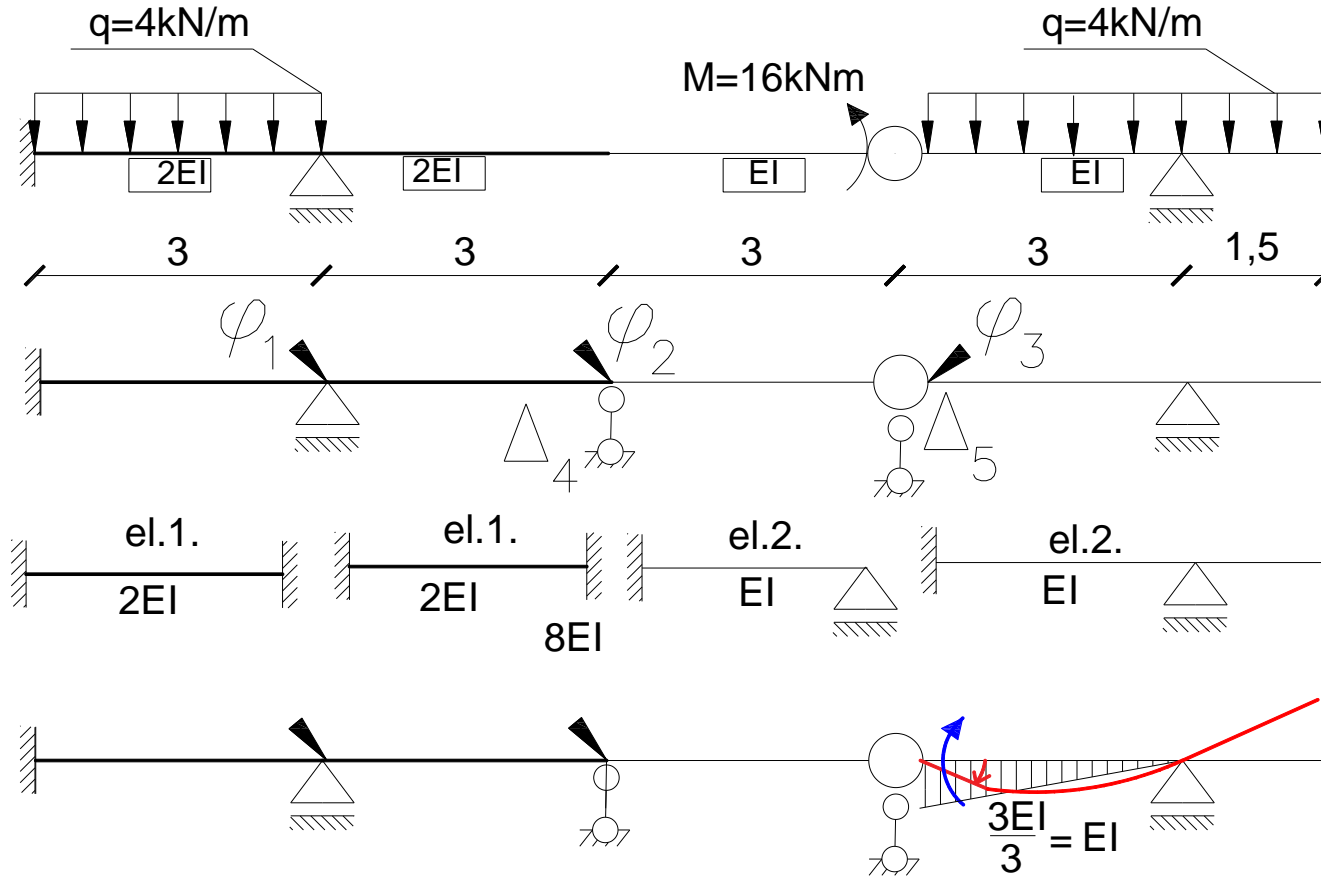 q=4kN/m
q=4kN/m
M=16kNm
2EI
2EI
EI
EI
3
3
3
3
1,5
φ1
φ2
φ3
Δ4
Δ5
el.1.
el.1.
el.2.
el.2.
2EI
2EI
EI
EI
8EI
3EI
3
= EI